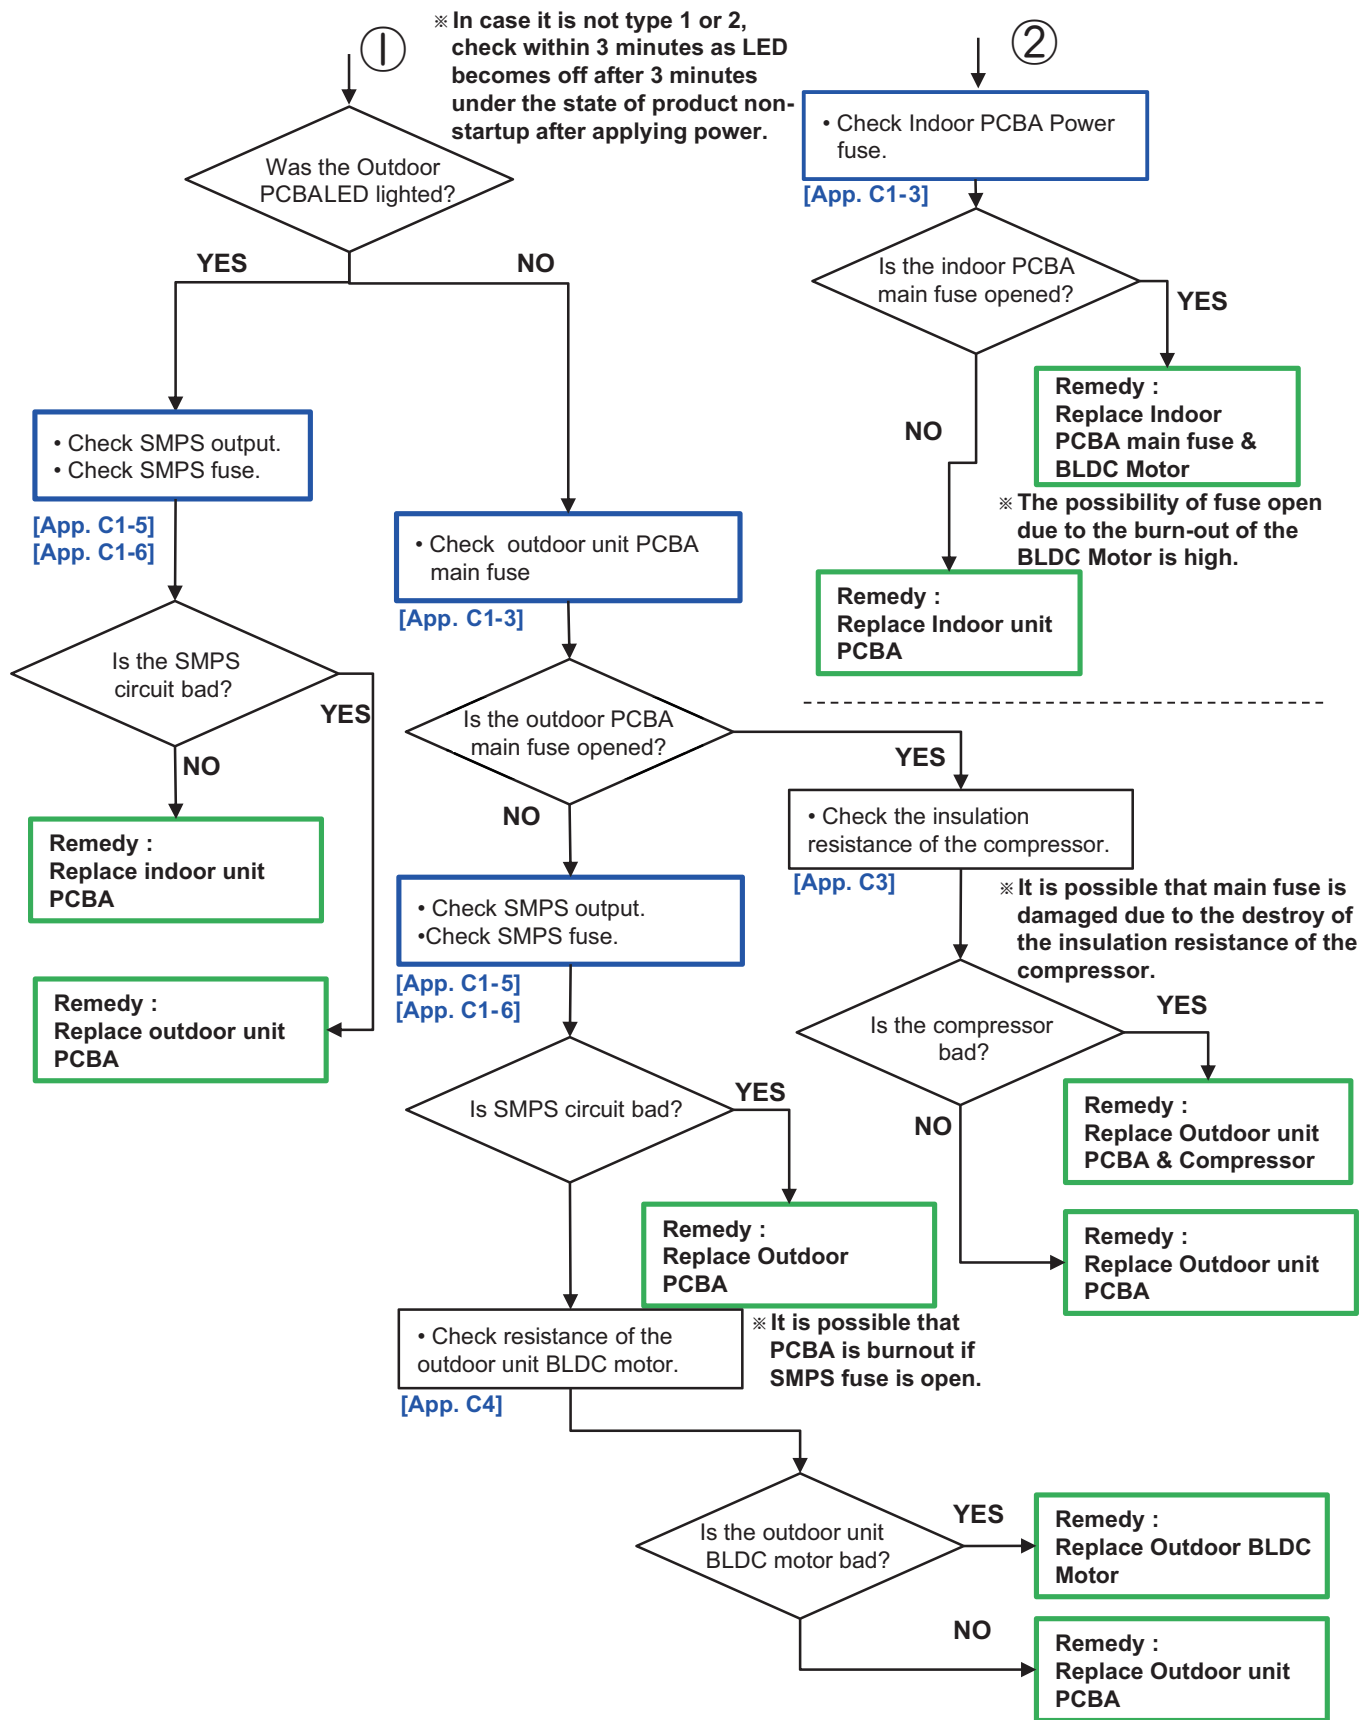 ①
※ In case it is not type 1 or 2,
check within 3 minutes as LED
becomes off after 3 minutes
under the state of product non-
startup after applying power.
Was the Outdoor
PCBALED lighted?
YES
NO
• Check SMPS output.
• Check SMPS fuse.
[App. C1-5]
[App. C1-6]
Is the SMPS
circuit bad?
YES
NO
Remedy :
Replace indoor unit
PCBA
Remedy :
Replace outdoor unit
PCBA
• Check outdoor unit PCBA
main fuse
[App. C1-3]
Is the outdoor PCBA
main fuse opened?
YES
NO
• Check SMPS output.
•Check SMPS fuse.
[App. C1-5]
[App. C1-6]
Is SMPS circuit bad?
YES
Remedy :
Replace Outdoor
PCBA
※ It is possible that
PCBA is burnout if
SMPS fuse is open.
• Check resistance of the
outdoor unit BLDC motor.
[App. C4]
Is the outdoor unit
BLDC motor bad?
YES
Remedy :
Replace Outdoor BLDC
Motor
NO
Remedy :
Replace Outdoor unit
PCBA
• Check the insulation
resistance of the compressor.
[App. C3]
※ It is possible that main fuse is
damaged due to the destroy of
the insulation resistance of the
compressor.
Is the compressor
bad?
YES
Remedy :
Replace Outdoor unit
PCBA & Compressor
NO
Remedy :
Replace Outdoor unit
PCBA
②
• Check Indoor PCBA Power
fuse.
[App. C1-3]
Is the indoor PCBA
main fuse opened?
YES
Remedy :
Replace Indoor
PCBA main fuse &
BLDC Motor
※ The possibility of fuse open
due to the burn-out of the
BLDC Motor is high.
NO
Remedy :
Replace Indoor unit
PCBA